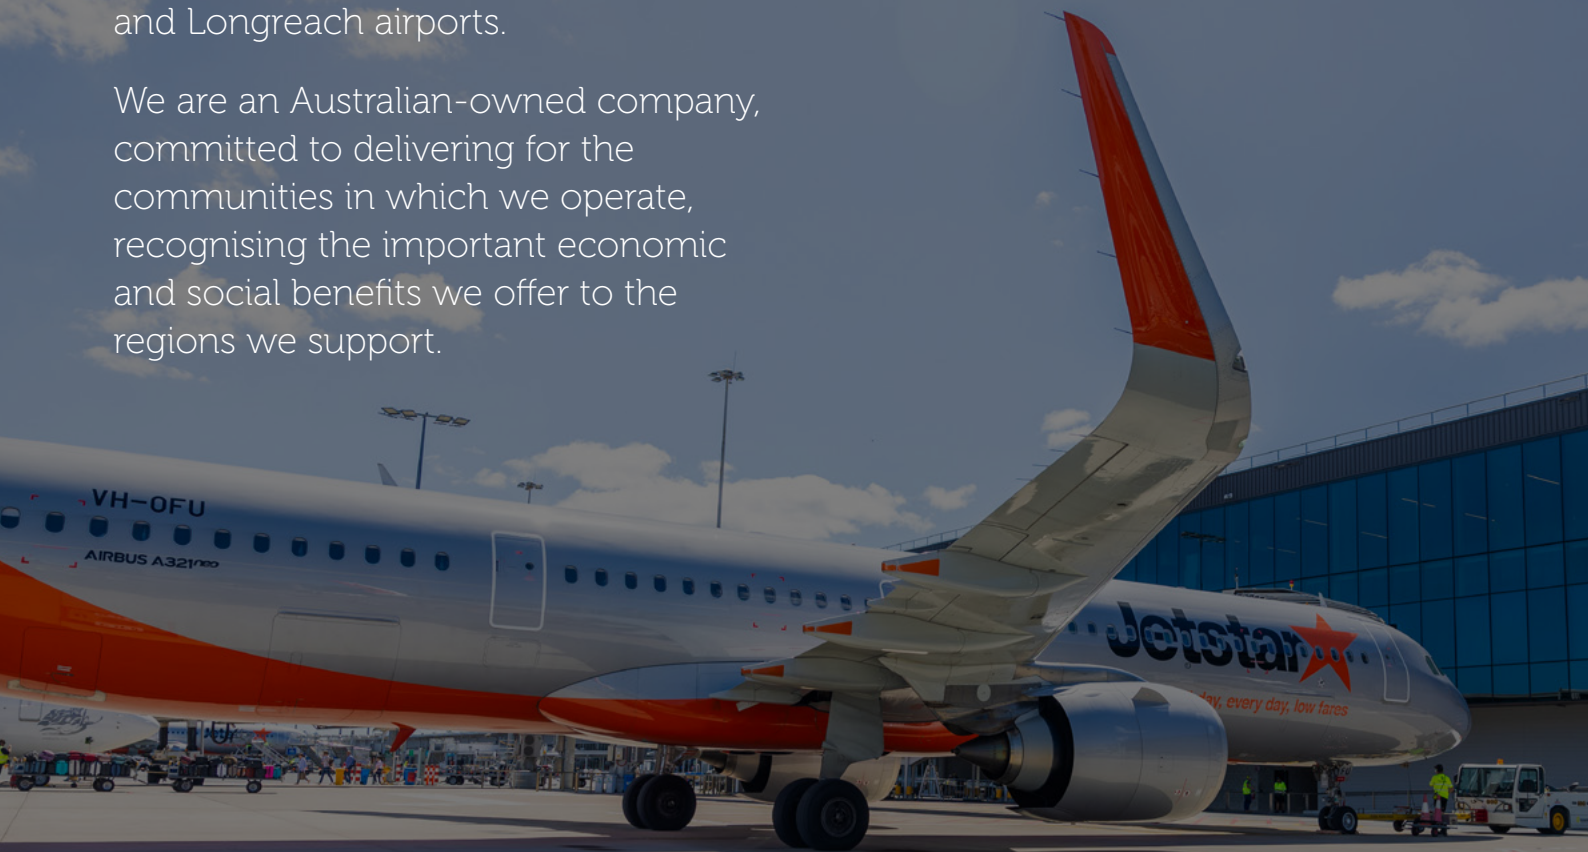 and Longreach airports.
We are an Australian-owned company,
committed to delivering for the
communities in which we operate,
recognising the important economic
and social benefits we offer to the
regions we support.
VH-OFU
AIRBUS A321neo
Jetstar
day, every day, low fares